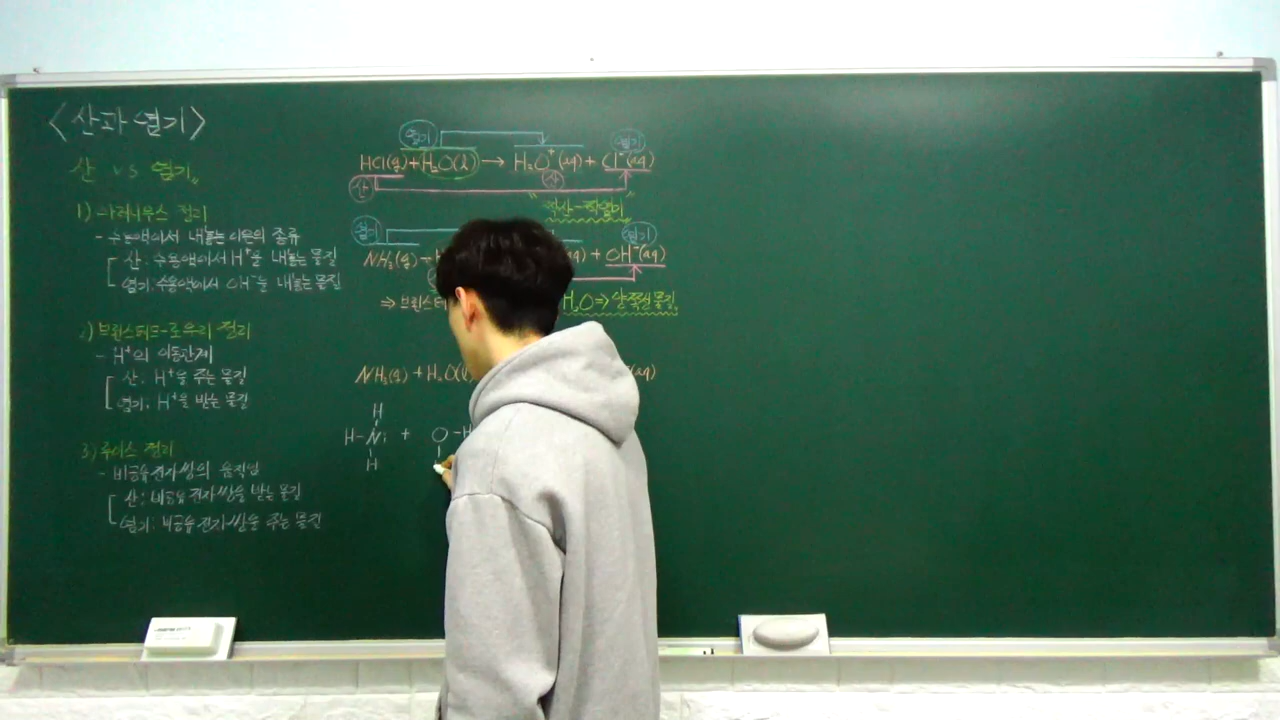 <산과 염기>
산 vs 염기
1) 아레니우스 정의
- 수용액에서 내놓는 이온의 종류
산: 수용액에서 H⁺을 내놓는 물질
염기: 수용액에서 OH⁻을 내놓는 물질
2) 브뢴스테드-로우리 정의
- H⁺의 이동관계
산: H⁺을 주는 물질
염기: H⁺을 받는 물질
3) 루이스 정의
- 비공유 전자쌍의 움직임
산: 비공유 전자쌍을 받는 물질
염기: 비공유 전자쌍을 주는 물질
염기 염기
HCl(g) + H₂O(l) → H₃O⁺(aq) + Cl⁻(aq)
산 산
"짝산-짝염기"
염기 염기
NH₃(g) + + OH⁻(aq)
⇒ H₂O ⇒ 양쪽성 물질
NH₃(g) + H₂O(l (aq)
H
H-N: + O-H
H